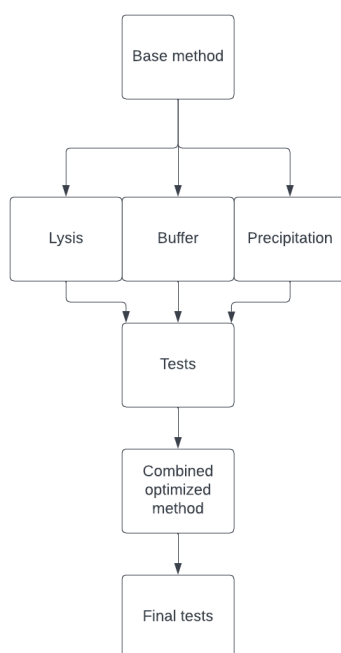 Base method
Lysis
Buffer
Precipitation
Tests
Combined
optimized
method
Final tests